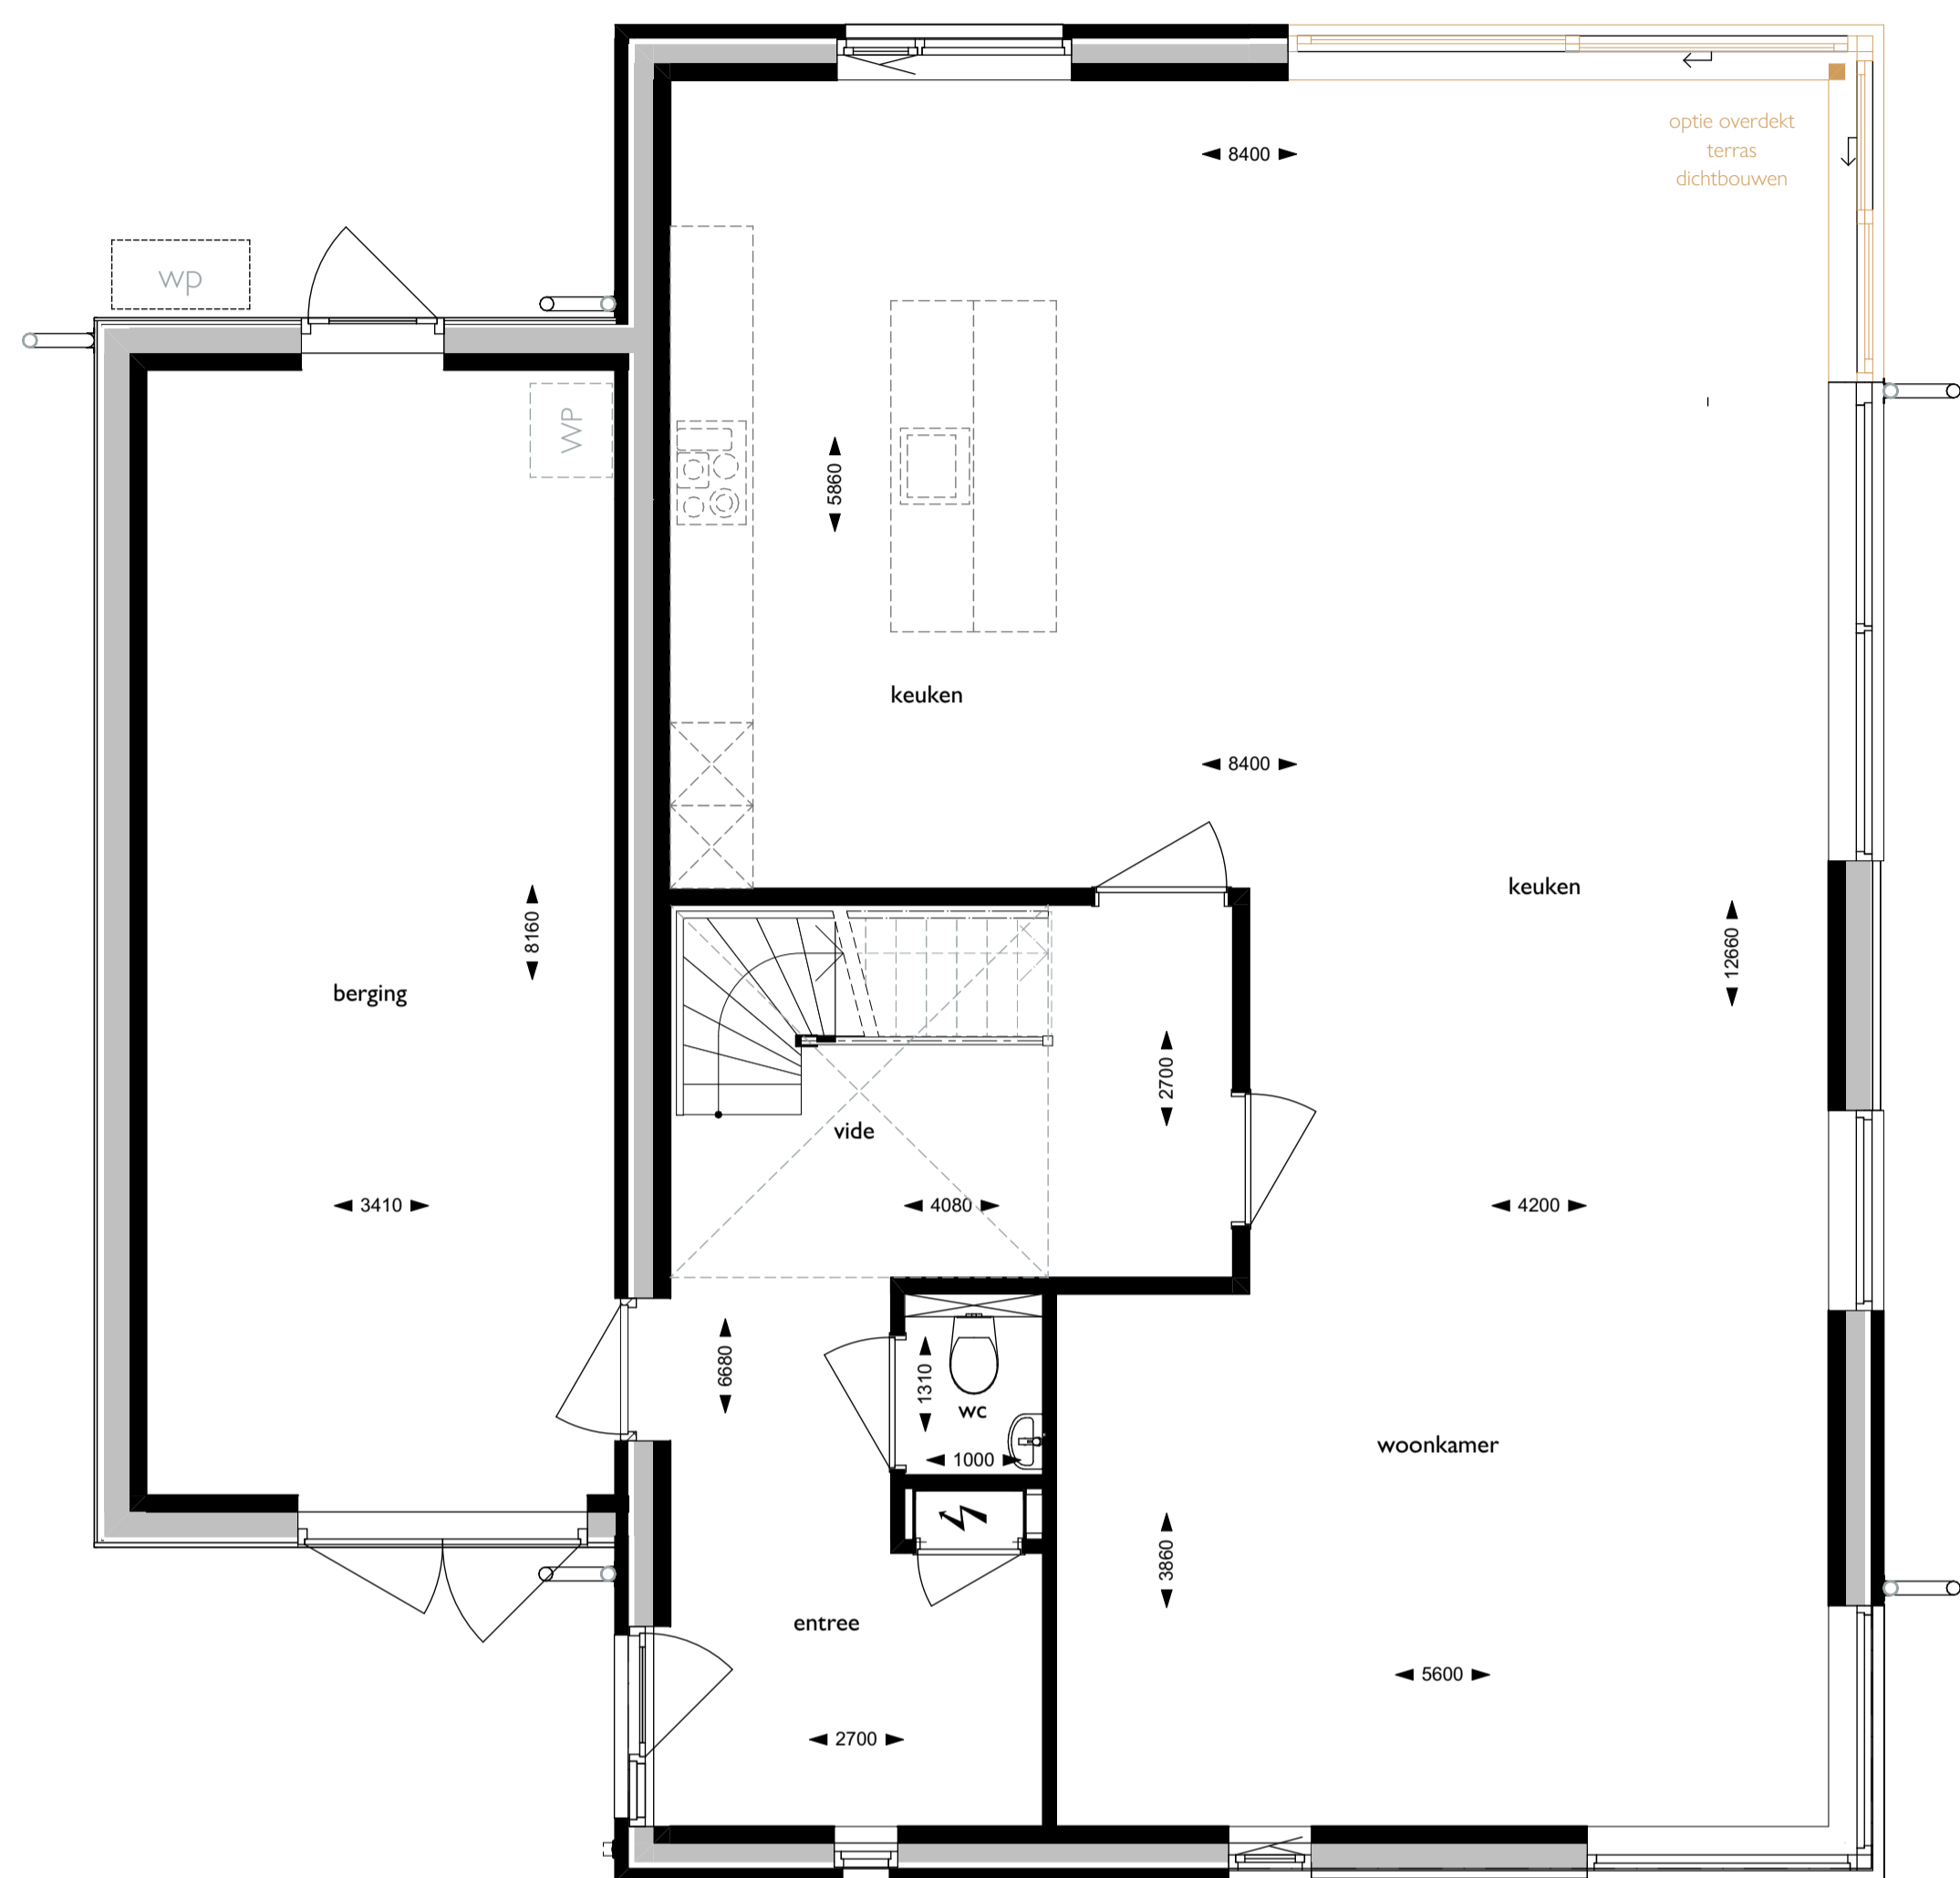 8400
optie overdekt
terras
dichtbouwen
wp
WP
5860
keuken
8400
keuken
8160
12660
berging
2700
vide
3410
4080
4200
6680
1310
wc
woonkamer
1000
3860
entree
5600
2700